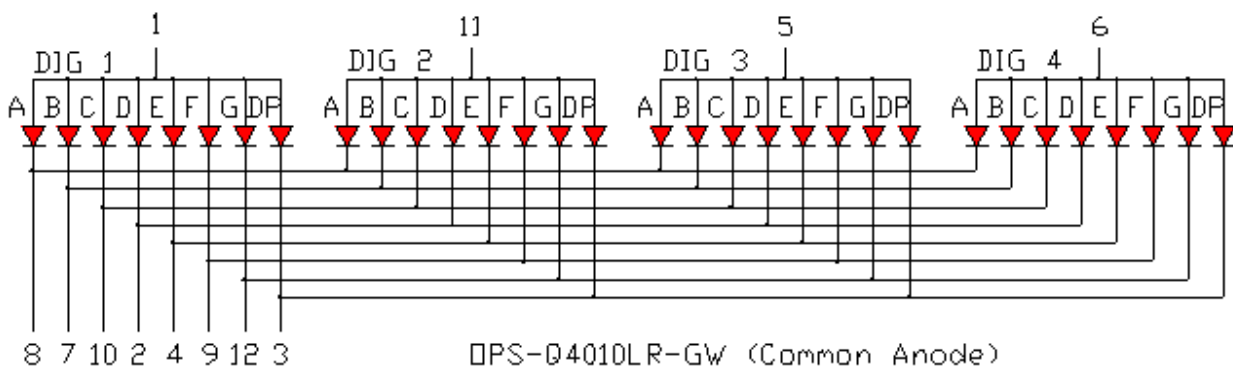 1 11 5 6
DIG 1 DIG 2 DIG 3 DIG 4
A B C D E F G DP A B C D E F G DP A B C D E F G DP A B C D E F G DP
8 7 10 2 4 9 12 3 OPS-Q4010LR-GW (Common Anode)